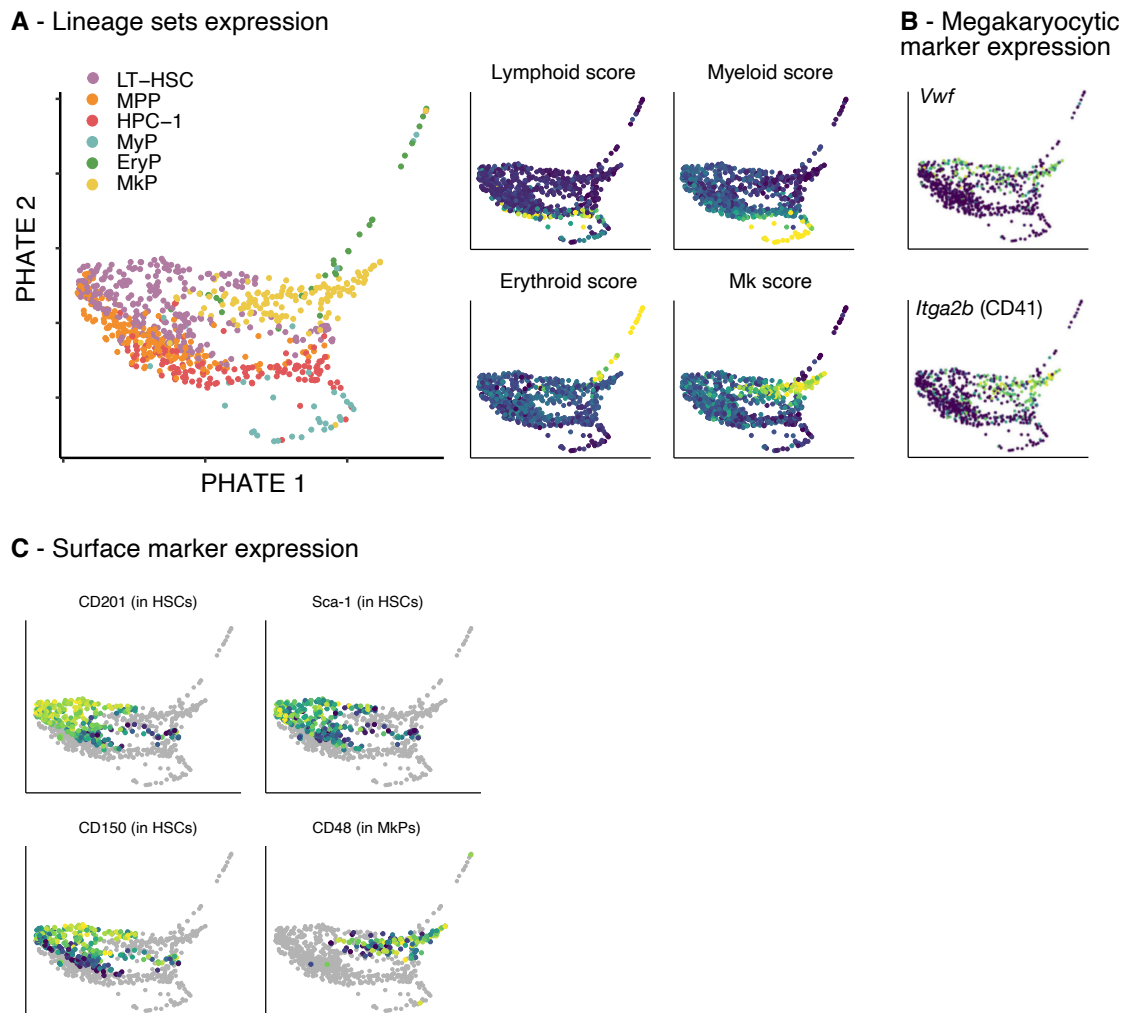 A - Lineage sets expression
LT-HSC
MPP
HPC-1
MyP
EryP
MkP
PHATE 2
PHATE 1
Lymphoid score
Myeloid score
Erythroid score
Mk score
B - Megakaryocytic
marker expression
Vwf
Itga2b (CD41)
C - Surface marker expression
CD201 (in HSCs)
Sca-1 (in HSCs)
CD150 (in HSCs)
CD48 (in MkPs)